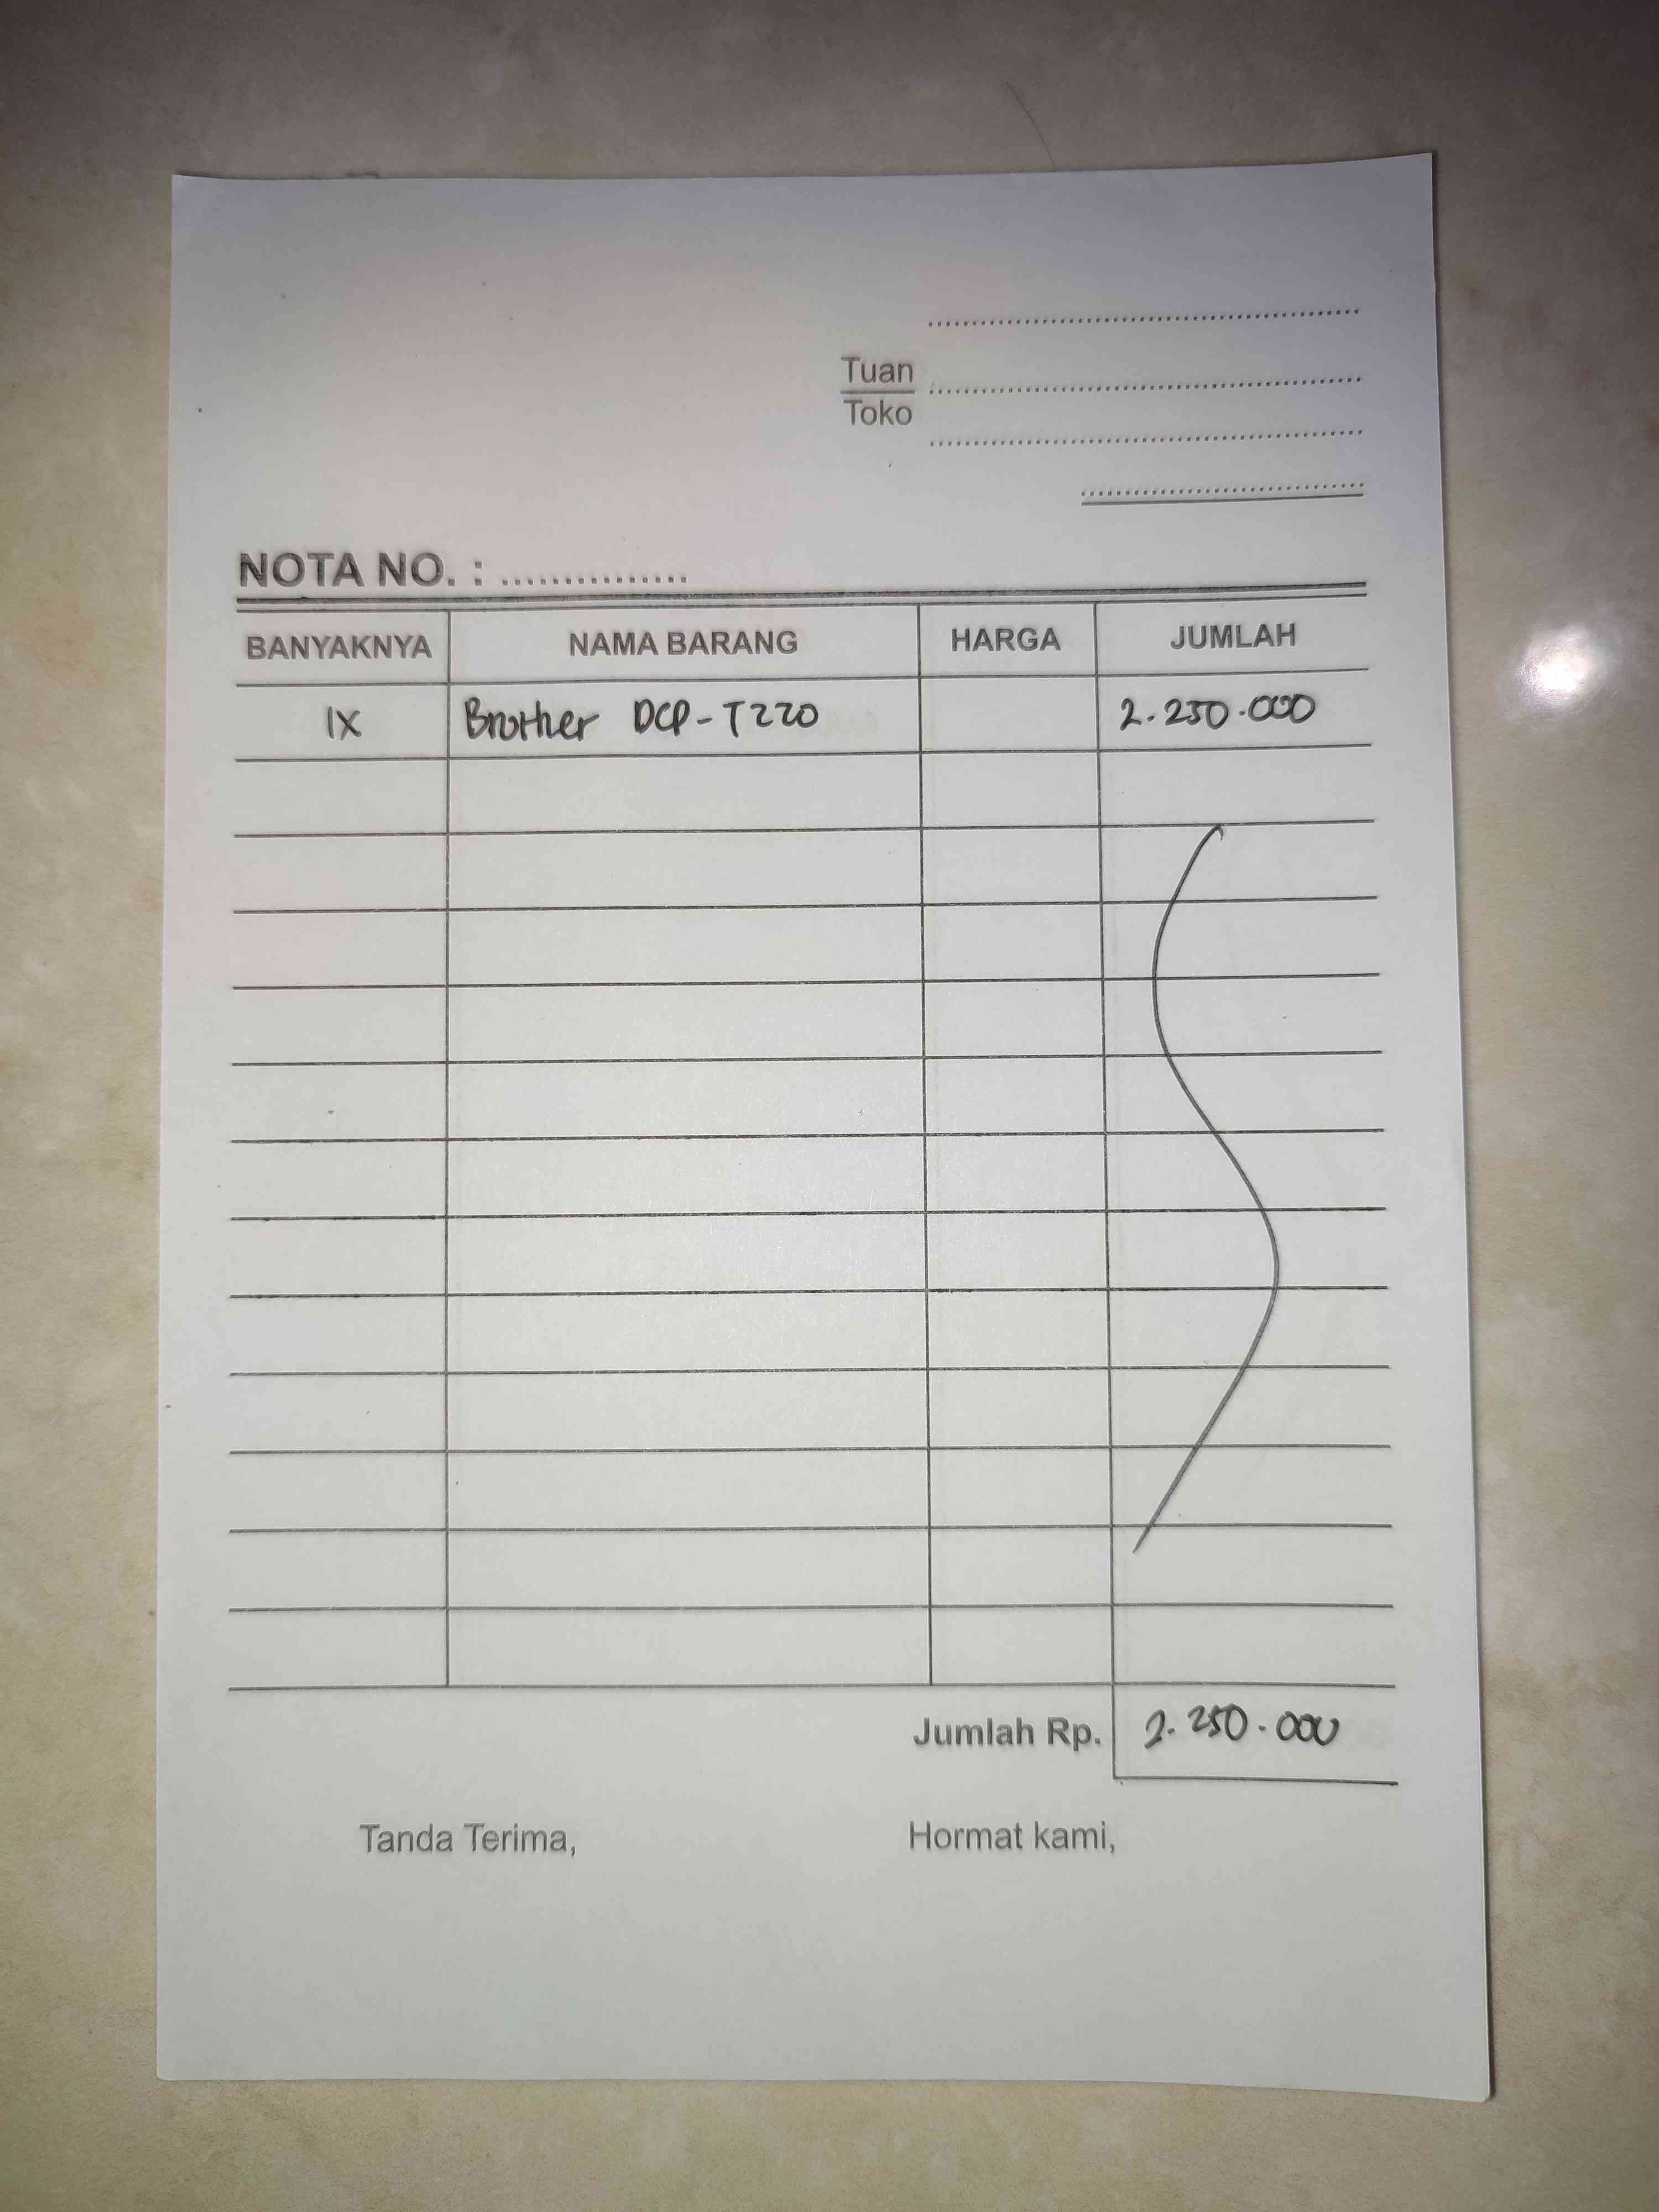 Tuan
Toko
NOTA NO. : ...............
BANYAKNYA NAMA BARANG HARGA JUMLAH
1X Brother DCP-T220 2.250.000
Jumlah Rp. 2.250.000
Tanda Terima, Hormat kami,